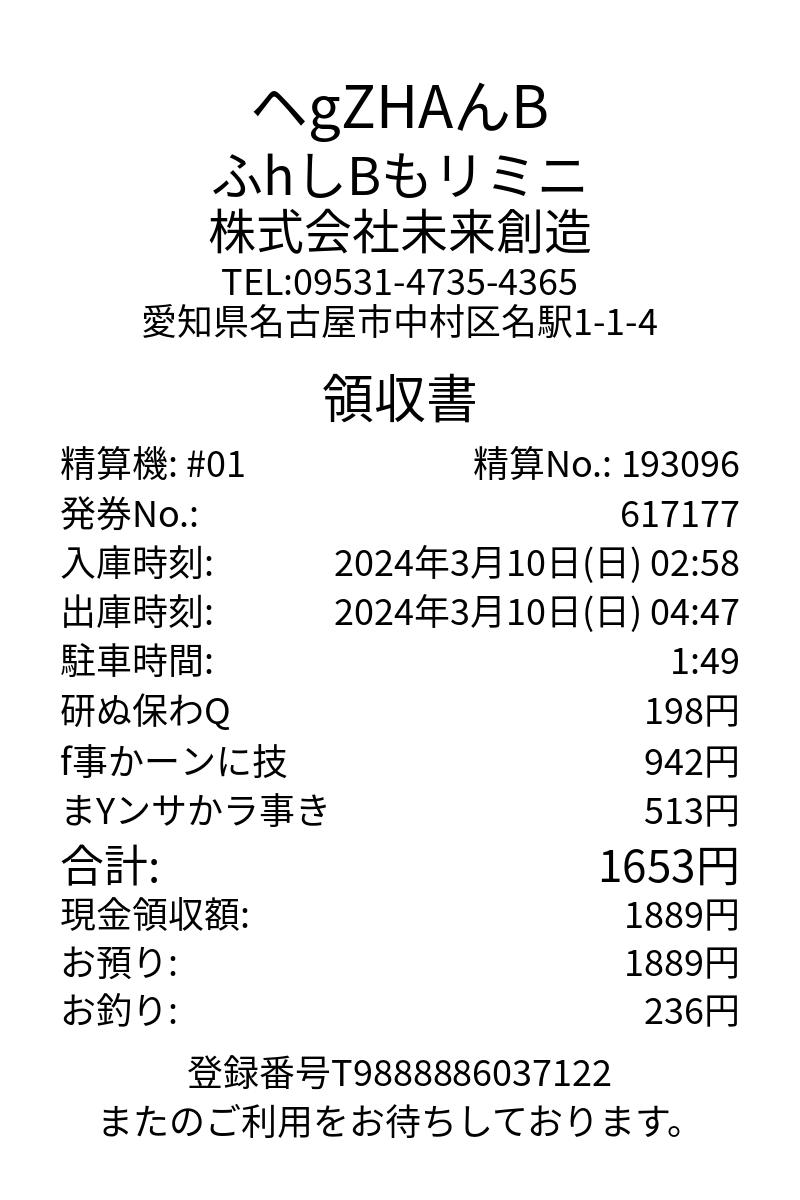 へgZHAんB
ふhしBもリミニ
株式会社未来創造
TEL:09531-4735-4365
愛知県名古屋市中村区名駅1-1-4
領収書
精算機: #01 精算No.: 193096
発券No.: 617177
入庫時刻: 2024年3月10日(日) 02:58
出庫時刻: 2024年3月10日(日) 04:47
駐車時間: 1:49
研ぬ保わQ 198円
f事かーンに技 942円
まYンサかラ事き 513円
合計: 1653円
現金領収額: 1889円
お預り: 1889円
お釣り: 236円
登録番号T9888886037122
またのご利用をお待ちしております。